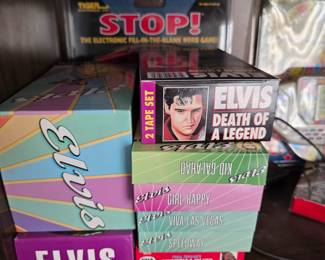 TIGER
STOP!
THE ELECTRONIC FILL-IN-THE-BLANK WORD GAME!
2 TAPE SET
ELVIS
DEATH OF
A LEGEND
Elvis
Elvis
KID GALAHAD
Elvis
GIRL HAPPY
Elvis
VIVA LAS VEGAS
Elvis
SPEEDWAY
ELVIS